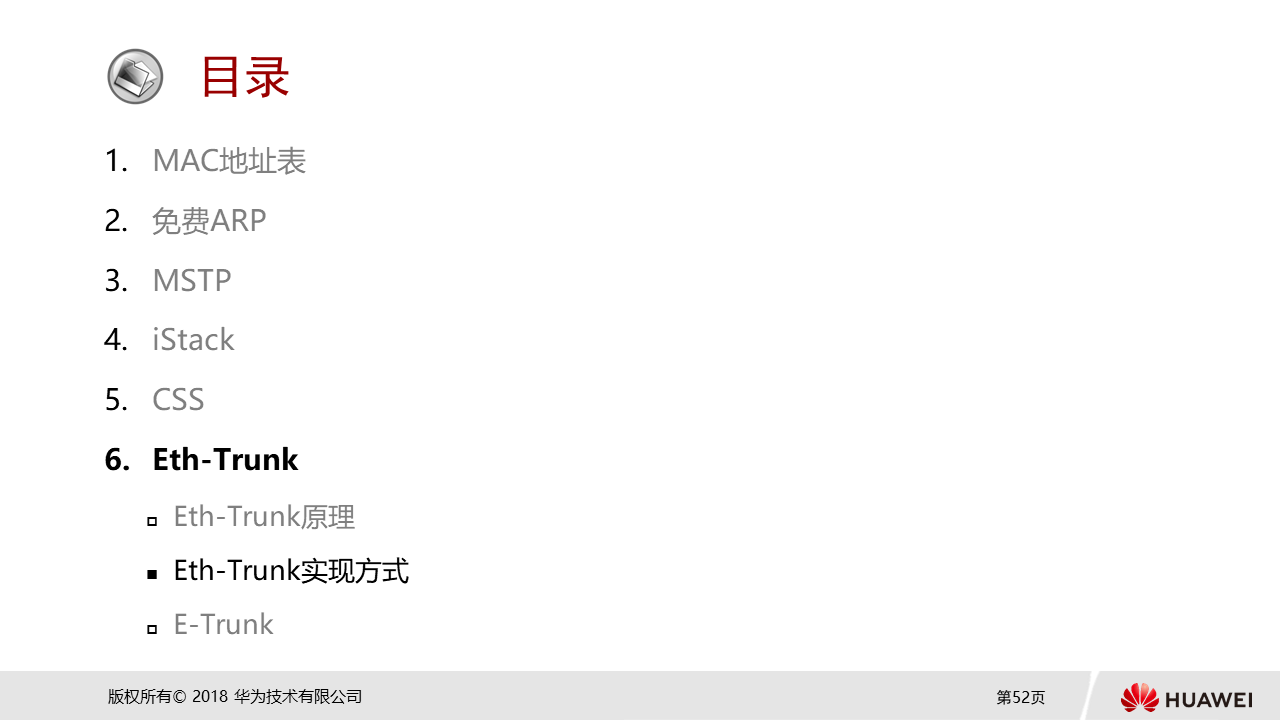 目录
1. MAC地址表
2. 免费ARP
3. MSTP
4. iStack
5. CSS
6. Eth-Trunk
Eth-Trunk原理
Eth-Trunk实现方式
E-Trunk
版权所有© 2018 华为技术有限公司
第52页
HUAWEI